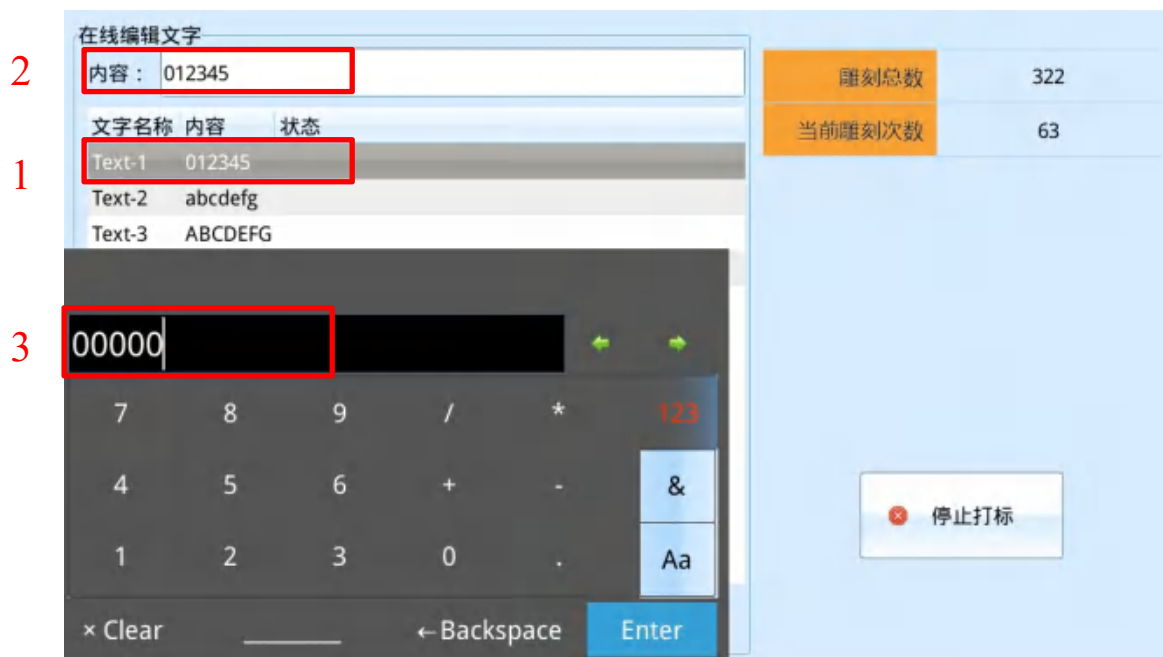 在线编辑文字
2
内容： 012345
雕刻总数 322
文字名称 内容 状态
当前雕刻次数 63
1
Text-1 012345
Text-2 abcdefg
Text-3 ABCDEFG
3
00000
7 8 9 / * 123
4 5 6 + - &
停止打标
1 2 3 0 . Aa
× Clear ←Backspace Enter